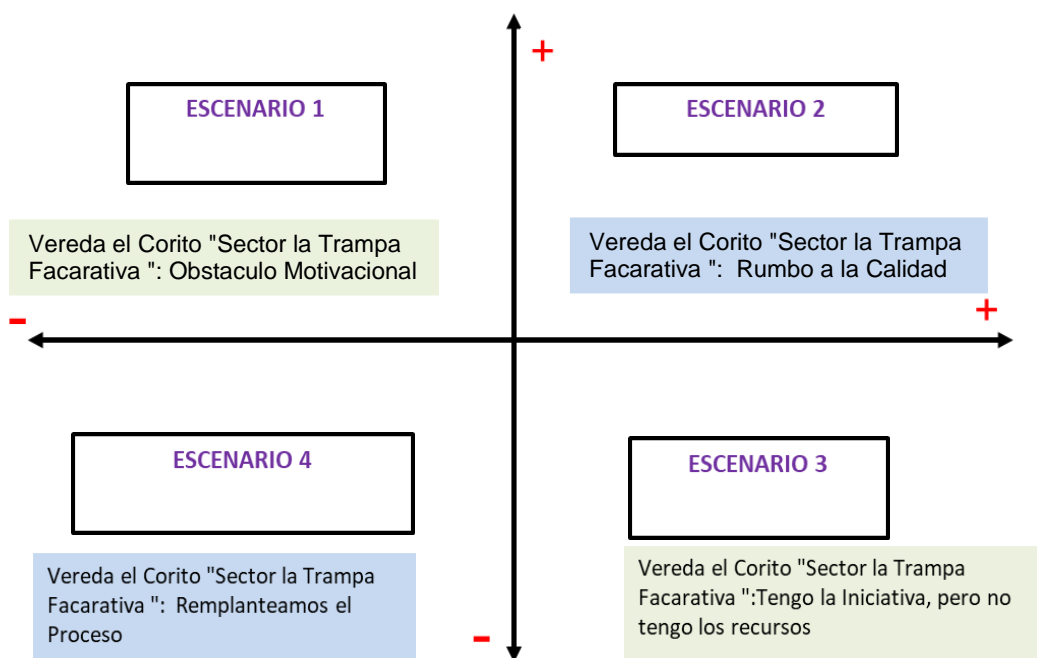 +
ESCENARIO 1
ESCENARIO 2
Vereda el Corito "Sector la Trampa
Facarativa ": Obstaculo Motivacional
Vereda el Corito "Sector la Trampa
Facarativa ":  Rumbo a la Calidad
-
+
ESCENARIO 4
ESCENARIO 3
Vereda el Corito "Sector la Trampa
Facarativa ":  Remplanteamos el
Proceso
Vereda el Corito "Sector la Trampa
Facarativa ":Tengo la Iniciativa, pero no
tengo los recursos
-